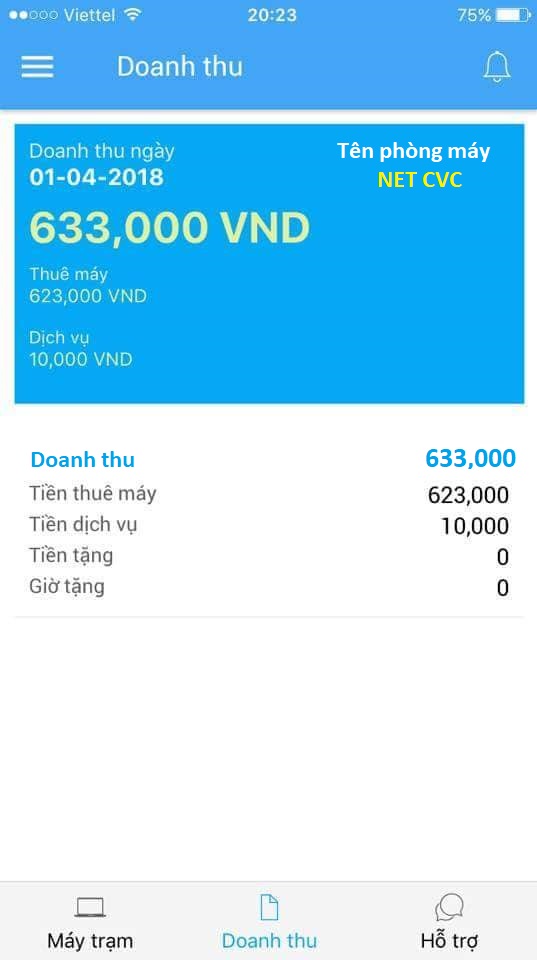 Viettel 20:23 75%
Doanh thu
Doanh thu ngày
01-04-2018
Tên phòng máy
NET CVC
633,000 VND
Thuê máy
623,000 VND
Dịch vụ
10,000 VND
Doanh thu 633,000
Tiền thuê máy 623,000
Tiền dịch vụ 10,000
Tiền tặng 0
Giờ tặng 0
Máy trạm Doanh thu Hỗ trợ